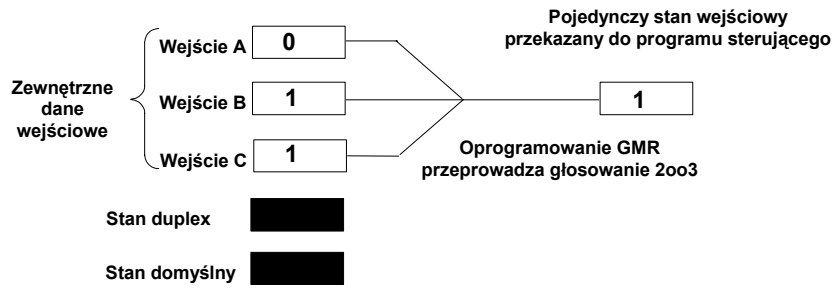 Pojedynczy stan wejściowy
przekazany do programu sterującego
Zewnętrzne
dane
wejściowe
Wejście A 0
Wejście B 1
Wejście C 1
1
Oprogramowanie GMR
przeprowadza głosowanie 2oo3
Stan duplex
Stan domyślny